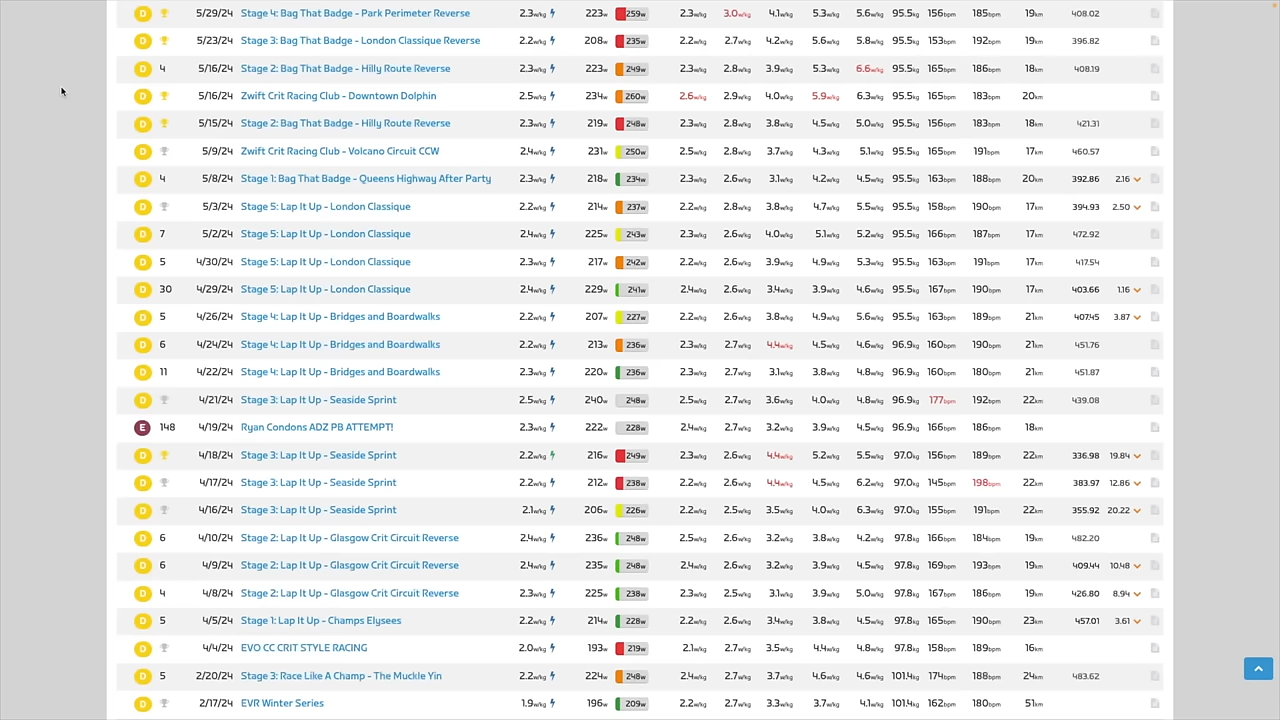 D 5/29/24 Stage 4: Bag That Badge - Park Perimeter Reverse 2.3w/kg 223w 259w 2.3w/kg 3.0w/kg 4.1w/kg 5.3w/kg 5.6w/kg 95.5kg 156bpm 185bpm 19km 408.02
D 5/23/24 Stage 3: Bag That Badge - London Classique Reverse 2.2w/kg 208w 235w 2.2w/kg 2.7w/kg 4.2w/kg 5.6w/kg 5.8w/kg 95.5kg 153bpm 192bpm 19km 396.82
D 4 5/16/24 Stage 2: Bag That Badge - Hilly Route Reverse 2.3w/kg 223w 249w 2.3w/kg 2.8w/kg 3.9w/kg 5.3w/kg 6.6w/kg 95.5kg 165bpm 186bpm 18km 408.19
D 5/16/24 Zwift Crit Racing Club - Downtown Dolphin 2.5w/kg 234w 260w 2.6w/kg 2.9w/kg 4.0w/kg 5.9w/kg 6.3w/kg 95.5kg 165bpm 183bpm 20km
D 5/15/24 Stage 2: Bag That Badge - Hilly Route Reverse 2.3w/kg 219w 248w 2.3w/kg 2.8w/kg 3.8w/kg 4.5w/kg 5.0w/kg 95.5kg 156bpm 183bpm 18km 421.31
D 5/9/24 Zwift Crit Racing Club - Volcano Circuit CCW 2.4w/kg 231w 250w 2.5w/kg 2.8w/kg 3.7w/kg 4.3w/kg 5.1w/kg 95.5kg 165bpm 191bpm 17km 460.57
D 4 5/8/24 Stage 1: Bag That Badge - Queens Highway After Party 2.3w/kg 218w 234w 2.3w/kg 2.6w/kg 3.1w/kg 4.2w/kg 4.5w/kg 95.5kg 163bpm 188bpm 20km 392.86 2.16
D 5/3/24 Stage 5: Lap It Up - London Classique 2.2w/kg 214w 237w 2.2w/kg 2.8w/kg 3.8w/kg 4.7w/kg 5.5w/kg 95.5kg 158bpm 190bpm 17km 394.93 2.50
D 7 5/2/24 Stage 5: Lap It Up - London Classique 2.4w/kg 225w 243w 2.3w/kg 2.6w/kg 4.0w/kg 5.1w/kg 5.2w/kg 95.5kg 166bpm 187bpm 17km 472.92
D 5 4/30/24 Stage 5: Lap It Up - London Classique 2.3w/kg 217w 242w 2.3w/kg 2.6w/kg 3.9w/kg 4.9w/kg 5.3w/kg 95.5kg 163bpm 191bpm 17km 417.54
D 30 4/29/24 Stage 5: Lap It Up - London Classique 2.4w/kg 229w 241w 2.4w/kg 2.6w/kg 3.4w/kg 3.9w/kg 4.6w/kg 95.5kg 167bpm 190bpm 17km 403.66 1.16
D 5 4/26/24 Stage 4: Lap It Up - Bridges and Boardwalks 2.2w/kg 207w 227w 2.2w/kg 2.6w/kg 3.8w/kg 4.9w/kg 5.6w/kg 95.5kg 163bpm 189bpm 21km 407.45 3.87
D 6 4/24/24 Stage 4: Lap It Up - Bridges and Boardwalks 2.2w/kg 213w 236w 2.3w/kg 2.7w/kg 4.4w/kg 4.5w/kg 4.6w/kg 96.9kg 160bpm 190bpm 21km 451.76
D 11 4/22/24 Stage 4: Lap It Up - Bridges and Boardwalks 2.3w/kg 220w 236w 2.3w/kg 2.7w/kg 3.1w/kg 3.8w/kg 4.8w/kg 96.9kg 160bpm 180bpm 21km 451.87
D 4/21/24 Stage 3: Lap It Up - Seaside Sprint 2.5w/kg 240w 248w 2.5w/kg 2.7w/kg 3.6w/kg 4.0w/kg 4.8w/kg 96.9kg 177bpm 192bpm 22km 439.08
E 148 4/19/24 Ryan Condons ADZ PB ATTEMPT! 2.3w/kg 222w 228w 2.4w/kg 2.7w/kg 3.2w/kg 3.9w/kg 4.5w/kg 96.9kg 166bpm 186bpm 18km
D 4/18/24 Stage 3: Lap It Up - Seaside Sprint 2.2w/kg 216w 249w 2.3w/kg 2.6w/kg 4.4w/kg 5.2w/kg 5.5w/kg 97.0kg 156bpm 189bpm 22km 336.98 19.84
D 4/17/24 Stage 3: Lap It Up - Seaside Sprint 2.2w/kg 212w 238w 2.2w/kg 2.6w/kg 4.4w/kg 4.5w/kg 6.2w/kg 97.0kg 145bpm 198bpm 22km 383.97 12.86
D 4/16/24 Stage 3: Lap It Up - Seaside Sprint 2.1w/kg 206w 226w 2.2w/kg 2.5w/kg 3.5w/kg 4.0w/kg 6.3w/kg 97.0kg 155bpm 191bpm 22km 355.92 20.22
D 6 4/10/24 Stage 2: Lap It Up - Glasgow Crit Circuit Reverse 2.4w/kg 236w 248w 2.5w/kg 2.6w/kg 3.2w/kg 3.8w/kg 4.2w/kg 97.8kg 166bpm 184bpm 19km 482.20
D 6 4/9/24 Stage 2: Lap It Up - Glasgow Crit Circuit Reverse 2.4w/kg 235w 248w 2.4w/kg 2.6w/kg 3.2w/kg 3.9w/kg 4.5w/kg 97.8kg 169bpm 193bpm 19km 409.44 10.48
D 4 4/8/24 Stage 2: Lap It Up - Glasgow Crit Circuit Reverse 2.3w/kg 225w 238w 2.3w/kg 2.5w/kg 3.1w/kg 3.9w/kg 5.0w/kg 97.8kg 167bpm 186bpm 19km 426.80 8.94
D 5 4/5/24 Stage 1: Lap It Up - Champs Elysees 2.2w/kg 214w 228w 2.2w/kg 2.6w/kg 3.4w/kg 3.8w/kg 4.5w/kg 97.8kg 165bpm 190bpm 23km 457.01 3.61
D 4/4/24 EVO CC CRIT STYLE RACING 2.0w/kg 193w 219w 2.1w/kg 2.7w/kg 3.5w/kg 4.4w/kg 4.8w/kg 97.8kg 158bpm 189bpm 16km
D 5 2/20/24 Stage 3: Race Like A Champ - The Muckle Yin 2.2w/kg 224w 248w 2.4w/kg 2.7w/kg 3.7w/kg 4.6w/kg 4.6w/kg 101.4kg 174bpm 188bpm 24km 483.62
D 2/17/24 EVR Winter Series 1.9w/kg 196w 209w 2.2w/kg 2.2w/kg 3.3w/kg 3.7w/kg 4.1w/kg 101.4kg 162bpm 180bpm 51km